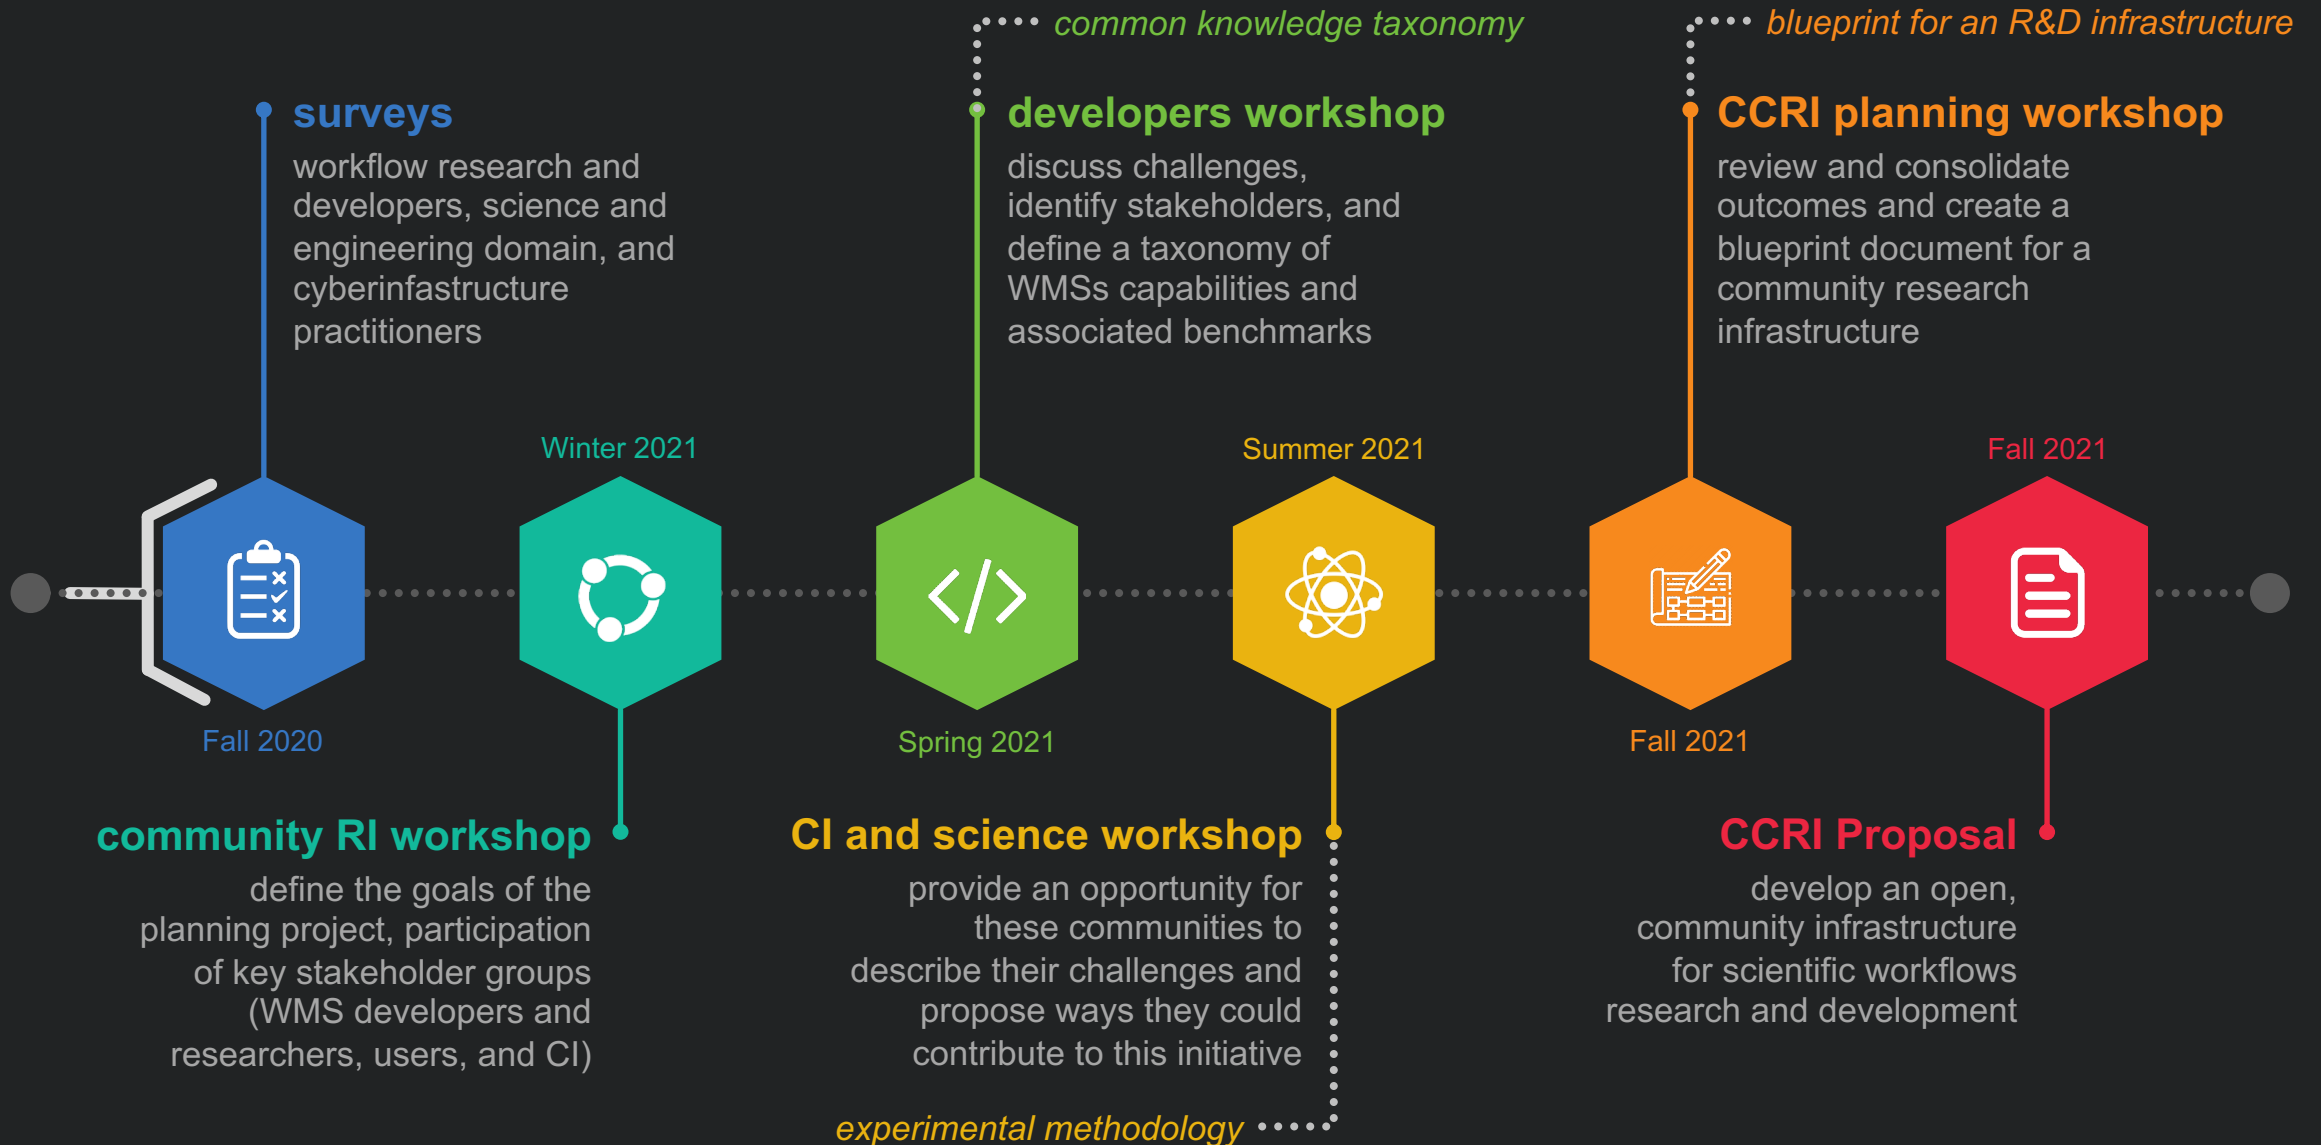 common knowledge taxonomy
blueprint for an R&D infrastructure
surveys
workflow research and
developers, science and
engineering domain, and
cyberinfastructure
practitioners
developers workshop
discuss challenges,
identify stakeholders, and
define a taxonomy of
WMSs capabilities and
associated benchmarks
CCRI planning workshop
review and consolidate
outcomes and create a
blueprint document for a
community research
infrastructure
Winter 2021
Summer 2021
Fall 2021
Fall 2020
Spring 2021
Fall 2021
community RI workshop
define the goals of the
planning project, participation
of key stakeholder groups
(WMS developers and
researchers, users, and CI)
CI and science workshop
provide an opportunity for
these communities to
describe their challenges and
propose ways they could
contribute to this initiative
experimental methodology
CCRI Proposal
develop an open,
community infrastructure
for scientific workflows
research and development